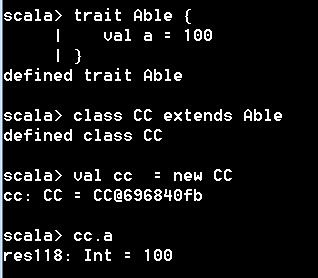 scala> trait Able {
     |    val a = 100
     | }
defined trait Able
scala> class CC extends Able
defined class CC
scala> val cc  = new CC
cc: CC = CC@696840fb
scala> cc.a
res118: Int = 100